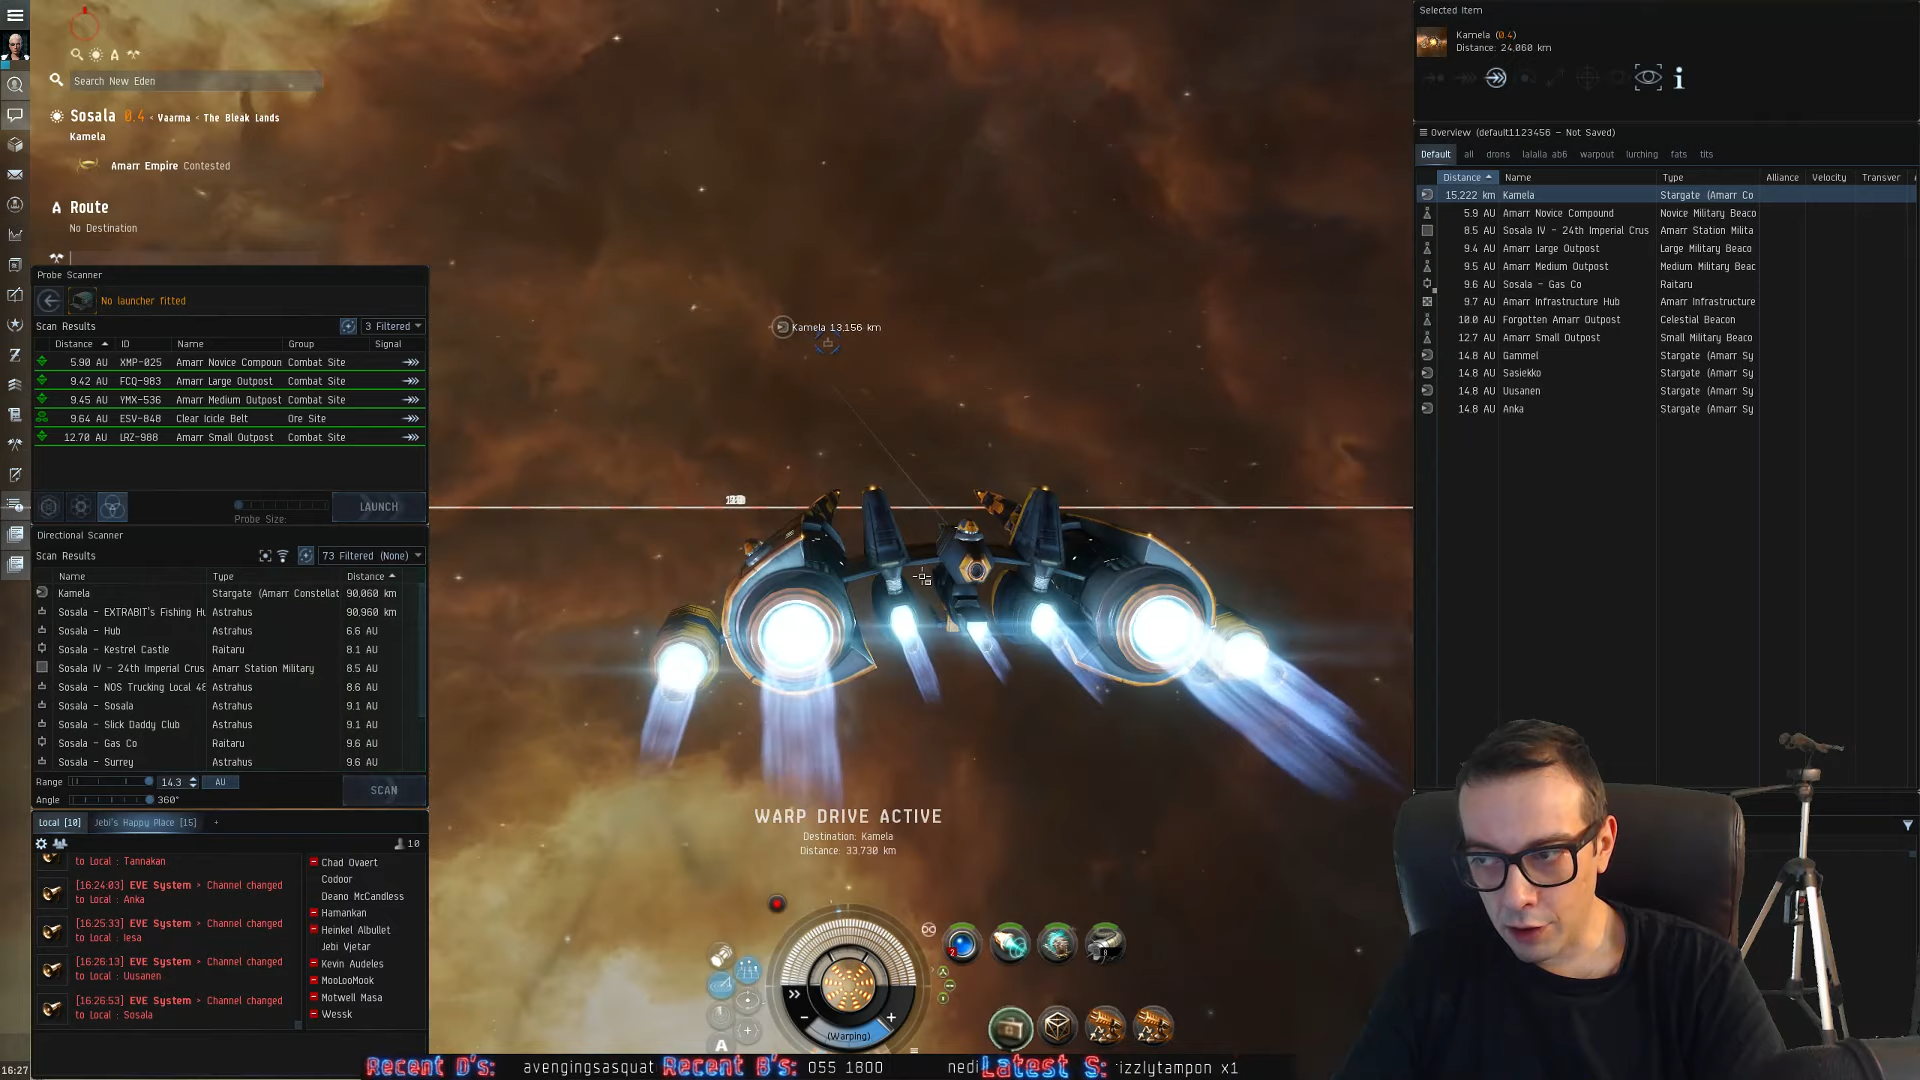 Search New Eden
Sosala 0.4 < Vaarma < The Bleak Lands
Kamela
Amarr Empire Contested
Route
No Destination
Probe Scanner
No launcher fitted
Scan Results
3 Filtered
Distance ID Name Group Signal
5.90 AU XMP-025 Amarr Novice Compoun Combat Site
9.42 AU FCQ-983 Amarr Large Outpost Combat Site
9.45 AU YMX-536 Amarr Medium Outpost Combat Site
9.64 AU ESV-848 Clear Icicle Belt Ore Site
12.70 AU LRZ-988 Amarr Small Outpost Combat Site
Probe Size:
LAUNCH
Directional Scanner
Scan Results
73 Filtered (None)
Name Type Distance
Kamela Stargate (Amarr Constellat 90,060 km
Sosala - EXTRABIT's Fishing Hu Astrahus 90,960 km
Sosala - Hub Astrahus 6.6 AU
Sosala - Kestrel Castle Raitaru 8.1 AU
Sosala IV - 24th Imperial Crus Amarr Station Military 8.5 AU
Sosala - NOS Trucking Local 48 Astrahus 8.6 AU
Sosala - Sosala Astrahus 9.1 AU
Sosala - Slick Daddy Club Astrahus 9.1 AU
Sosala - Gas Co Raitaru 9.6 AU
Sosala - Surrey Astrahus 9.6 AU
Range 14.3 AU
Angle 360°
SCAN
Local [10] Jebi's Happy Place [15] +
10
to Local : Tannakan
[16:24:03] EVE System > Channel changed
to Local : Anka
[16:25:33] EVE System > Channel changed
to Local : Iesa
[16:26:13] EVE System > Channel changed
to Local : Uusanen
[16:26:53] EVE System > Channel changed
to Local : Sosala
Chad Ovaert
Codoor
Deano McCandless
Hamankan
Heinkel Albullet
Jebi Vjetar
Kevin Audeles
MooLooMook
Motwell Masa
Wessk
16:27
Kamela 13,156 km
WARP DRIVE ACTIVE
Destination: Kamela
Distance: 33,730 km
(Warping)
Recent D's: avengingsasquat Recent B's: 055 1800 nedi Latest S: rizzlytampon x1
Selected Item
Kamela (0.4)
Distance: 24,060 km
Overview (default1123456 - Not Saved)
Default all drons lalalla ab6 warpout lurching fats tits
Distance Name Type Alliance Velocity Transver
15,222 km Kamela Stargate (Amarr Co
5.9 AU Amarr Novice Compound Novice Military Beaco
8.5 AU Sosala IV - 24th Imperial Crus Amarr Station Milita
9.4 AU Amarr Large Outpost Large Military Beaco
9.5 AU Amarr Medium Outpost Medium Military Beac
9.6 AU Sosala - Gas Co Raitaru
9.7 AU Amarr Infrastructure Hub Amarr Infrastructure
10.0 AU Forgotten Amarr Outpost Celestial Beacon
12.7 AU Amarr Small Outpost Small Military Beaco
14.8 AU Gammel Stargate (Amarr Sy
14.8 AU Sasiekko Stargate (Amarr Sy
14.8 AU Uusanen Stargate (Amarr Sy
14.8 AU Anka Stargate (Amarr Sy